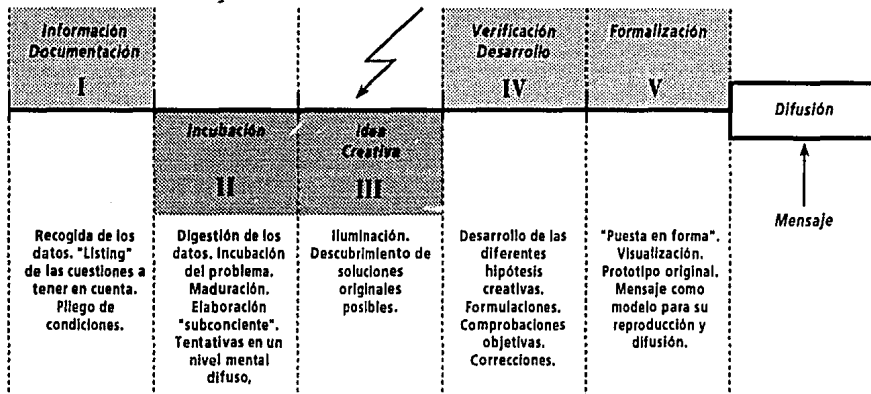 Información
Documentación
I
Incubación
II
Idea
Creativa
III
Verificación
Desarrollo
IV
Formalización
V
Difusión
Mensaje
Recogida de los
datos. "Listing"
de las cuestiones a
tener en cuenta.
Pliego de
condiciones.
Digestión de los
datos. Incubación
del problema.
Maduración.
Elaboración
"subconciente".
Tentativas en un
nivel mental
difuso,
Iluminación.
Descubrimiento de
soluciones
originales
posibles.
Desarrollo de las
diferentes
hipótesis
creativas.
Formulaciones.
Comprobaciones
objetivas.
Correcciones.
"Puesta en forma".
Visualización.
Prototipo original.
Mensaje como
modelo para su
reproducción y
difusión.